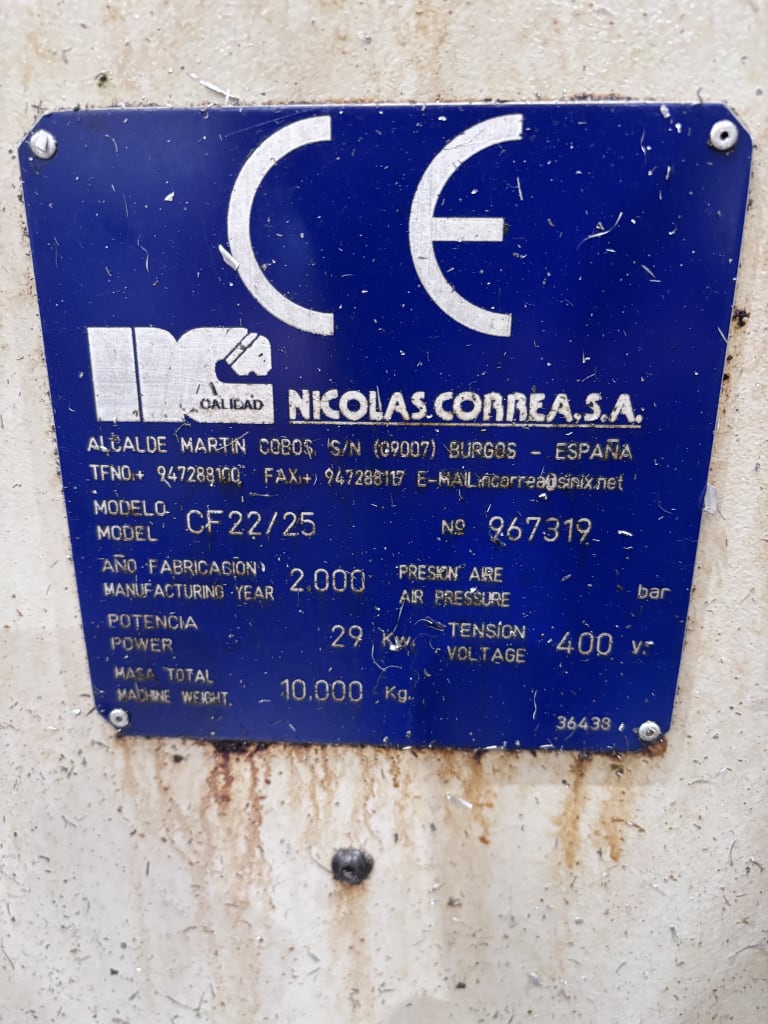 CE
CALIDAD
NICOLAS.CORREA,S.A.
ALCALDE MARTIN COBOS, S/N (09007) BURGOS - ESPAÑA
TFNO.+ 947288100 FAX.+ 947288117 E-MAIL:ncorrea@sinix.net
MODELO
MODEL CF22/25 Nº 967319
AÑO FABRICACION PRESION AIRE
MANUFACTURING YEAR 2.000 AIR PRESSURE bar
POTENCIA TENSION
POWER 29 Kw. VOLTAGE 400 v.
MASA TOTAL
MACHINE WEIGHT 10.000 Kg.
36438